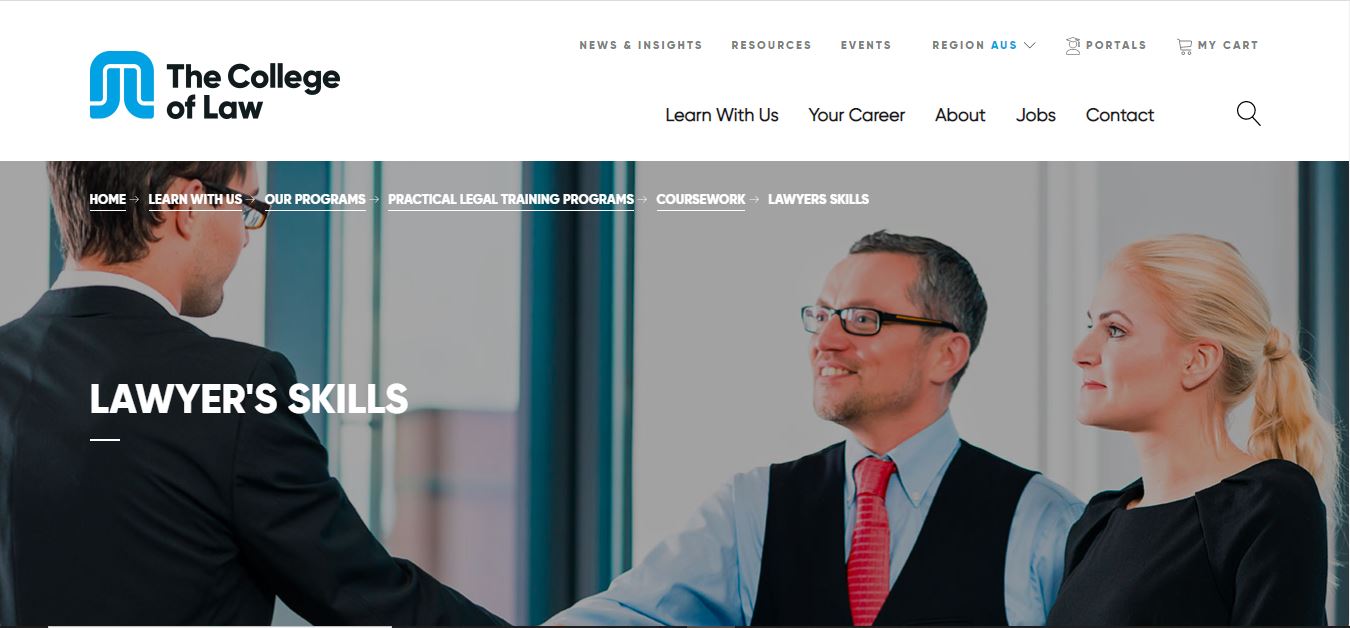 NEWS & INSIGHTS RESOURCES EVENTS REGION AUS PORTALS MY CART
The College
of Law
Learn With Us Your Career About Jobs Contact
HOME → LEARN WITH US → OUR PROGRAMS → PRACTICAL LEGAL TRAINING PROGRAMS → COURSEWORK → LAWYERS SKILLS
LAWYER'S SKILLS